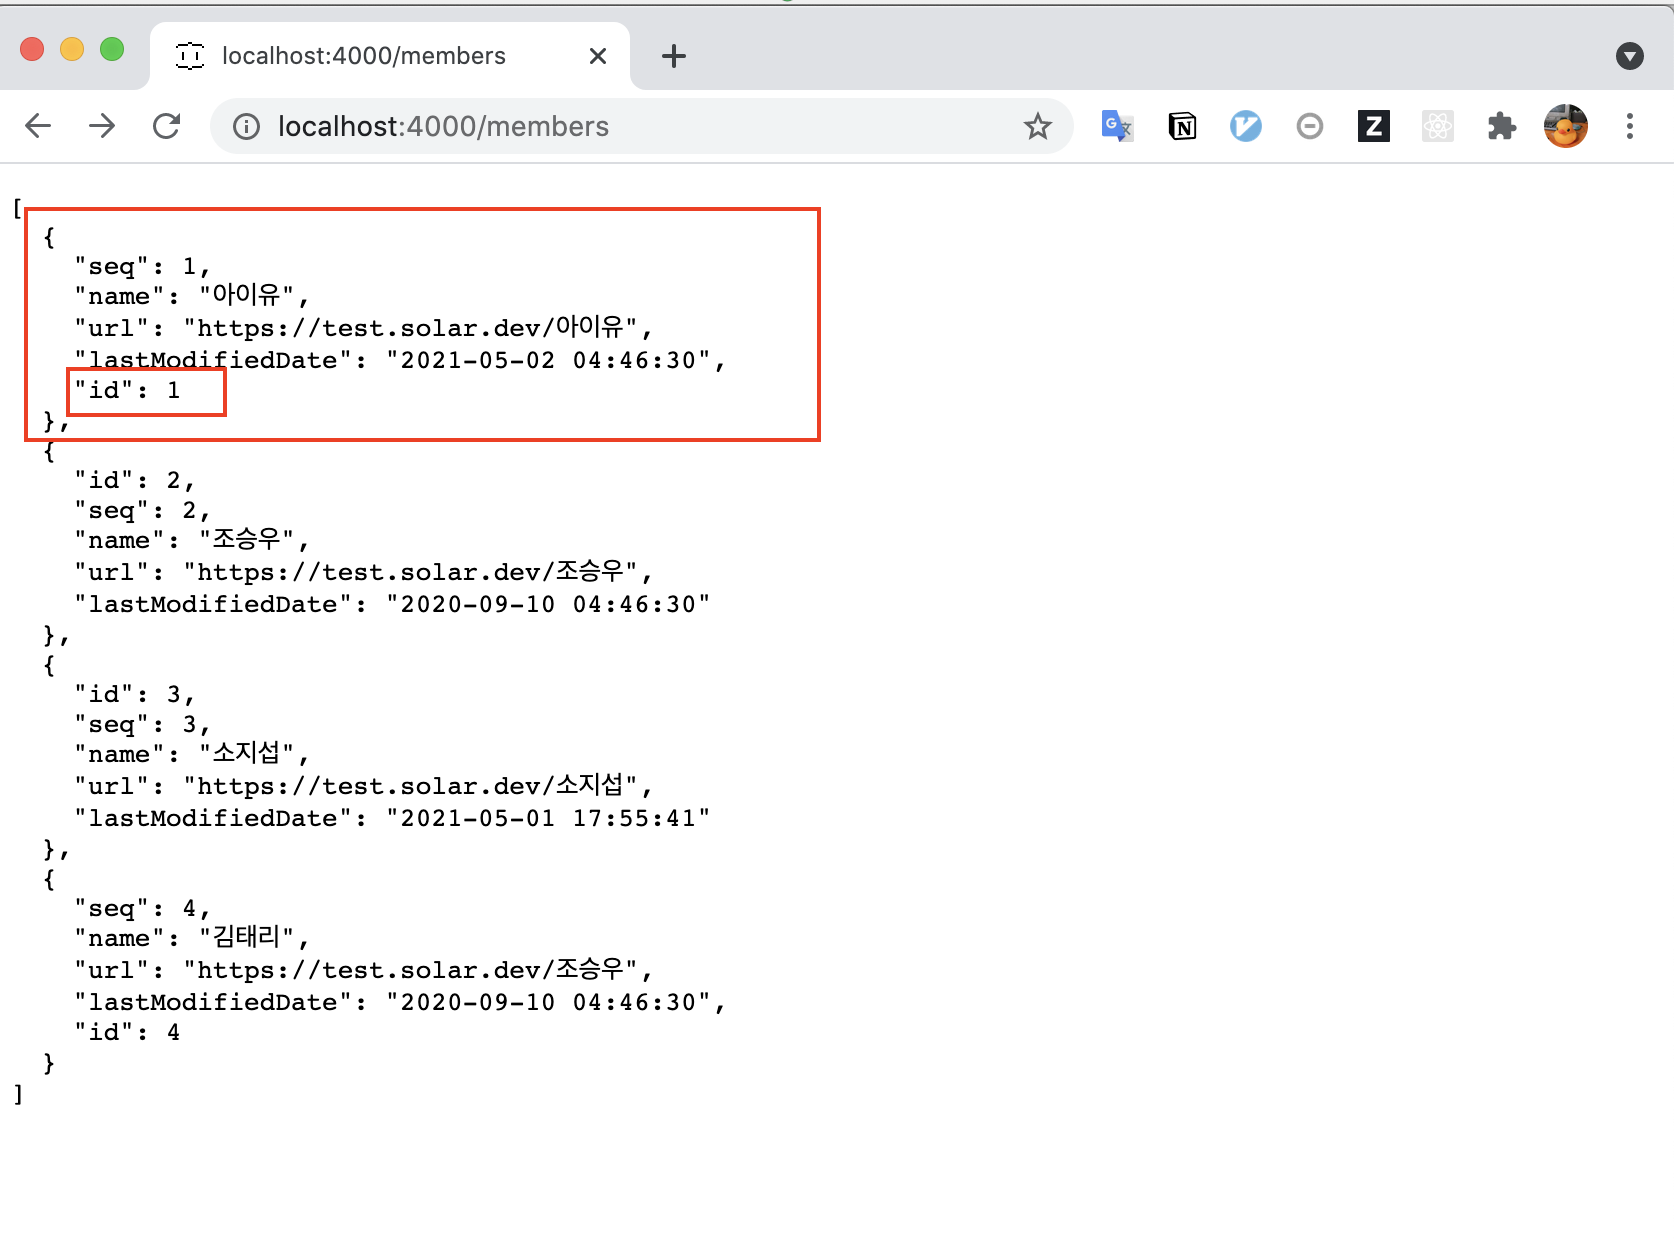 localhost:4000/members
localhost:4000/members
[
{
"seq": 1,
"name": "아이유",
"url": "https://test.solar.dev/아이유",
"lastModifiedDate": "2021-05-02 04:46:30",
"id": 1
},
{
"id": 2,
"seq": 2,
"name": "조승우",
"url": "https://test.solar.dev/조승우",
"lastModifiedDate": "2020-09-10 04:46:30"
},
{
"id": 3,
"seq": 3,
"name": "소지섭",
"url": "https://test.solar.dev/소지섭",
"lastModifiedDate": "2021-05-01 17:55:41"
},
{
"seq": 4,
"name": "김태리",
"url": "https://test.solar.dev/조승우",
"lastModifiedDate": "2020-09-10 04:46:30",
"id": 4
}
]